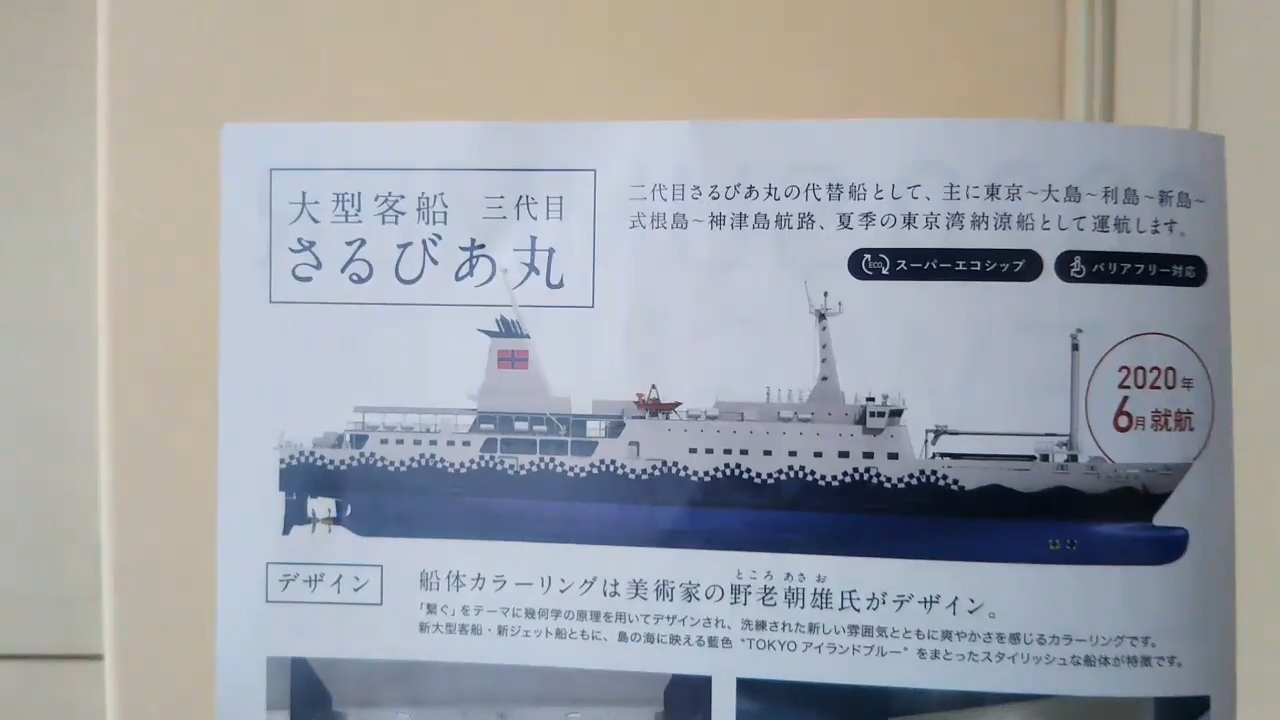 大型客船 三代目
さるびあ丸
二代目さるびあ丸の代替船として、主に東京~大島~利島~新島~
式根島~神津島航路、夏季の東京湾納涼船として運航します。
ECO スーパーエコシップ
バリアフリー対応
2020年
6月就航
デザイン
ところ あさ お
船体カラーリングは美術家の野老朝雄氏がデザイン。
「繋ぐ」をテーマに幾何学の原理を用いてデザインされ、洗練された新しい雰囲気とともに爽やかさを感じるカラーリングです。
新大型客船・新ジェット船ともに、島の海に映える藍色 “TOKYO アイランドブルー” をまとったスタイリッシュな船体が特徴です。